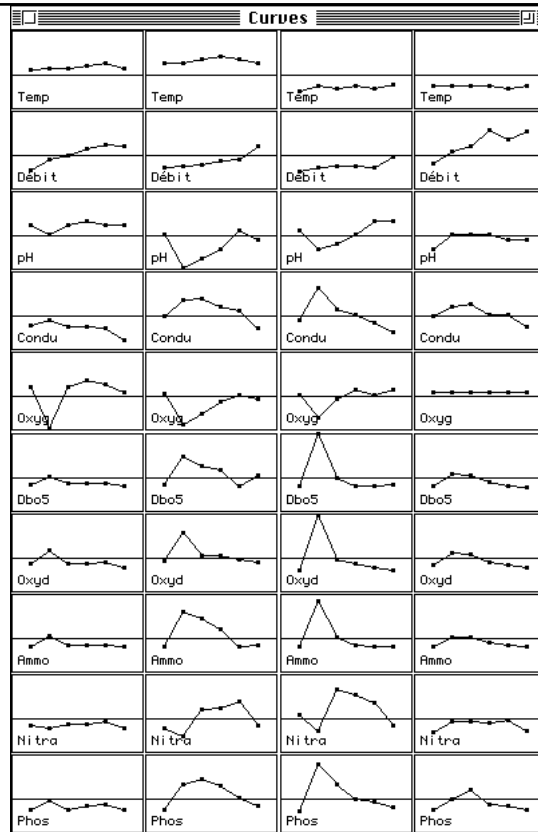 Curves
Temp Temp Temp Temp
Débit Débit Débit Débit
pH pH pH pH
Condu Condu Condu Condu
Oxyg Oxyg Oxyg Oxyg
Dbo5 Dbo5 Dbo5 Dbo5
Oxyd Oxyd Oxyd Oxyd
Ammo Ammo Ammo Ammo
Nitra Nitra Nitra Nitra
Phos Phos Phos Phos